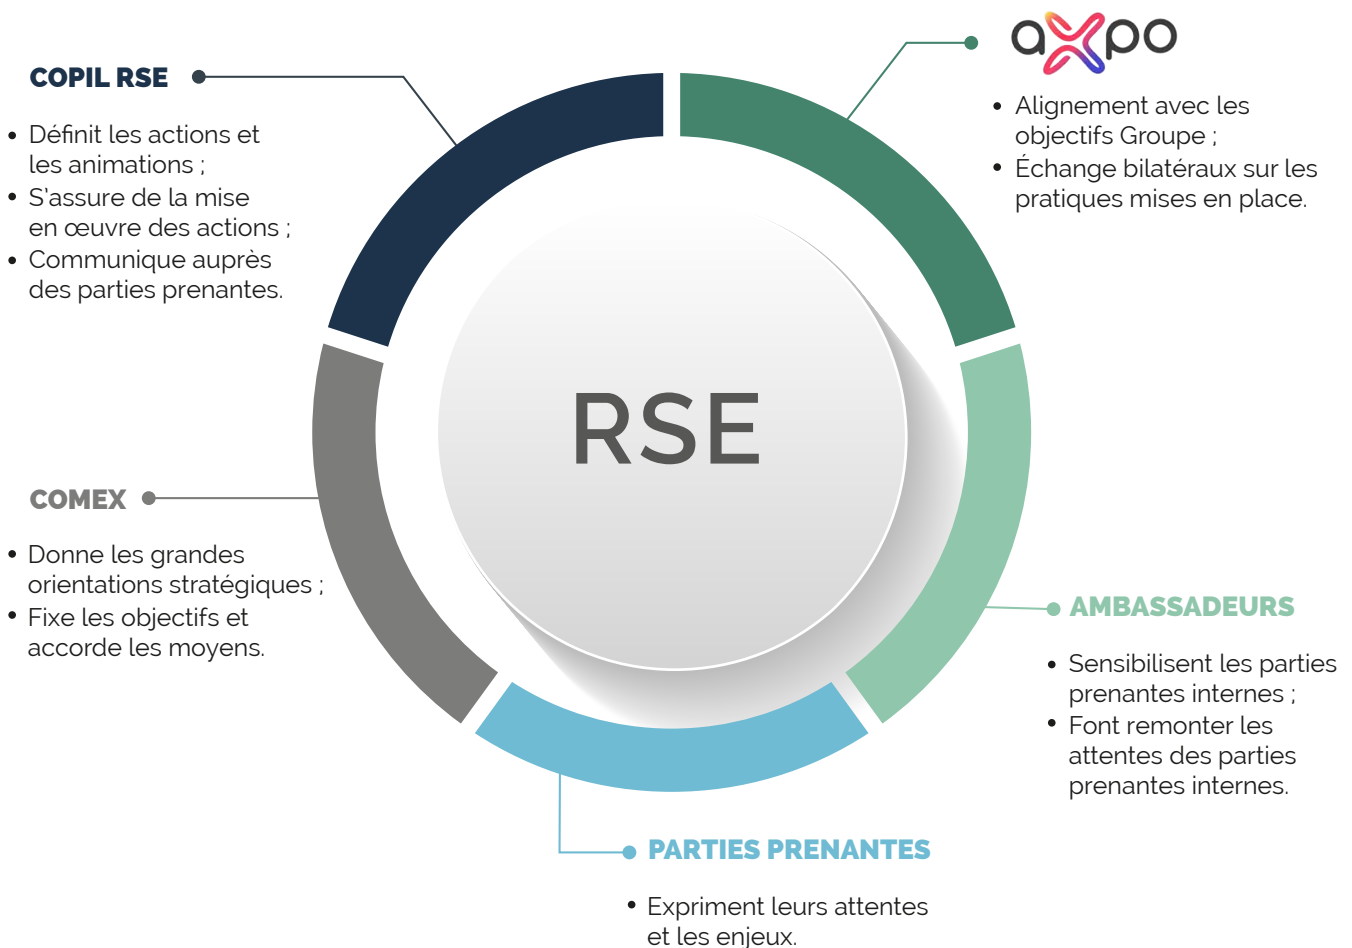 COPIL RSE
• Définit les actions et
les animations ;
• S’assure de la mise
en œuvre des actions ;
• Communique auprès
des parties prenantes.
axpo
• Alignement avec les
objectifs Groupe ;
• Échange bilatéraux sur les
pratiques mises en place.
RSE
COMEX
• Donne les grandes
orientations stratégiques ;
• Fixe les objectifs et
accorde les moyens.
AMBASSADEURS
• Sensibilisent les parties
prenantes internes ;
• Font remonter les
attentes des parties
prenantes internes.
PARTIES PRENANTES
• Expriment leurs attentes
et les enjeux.